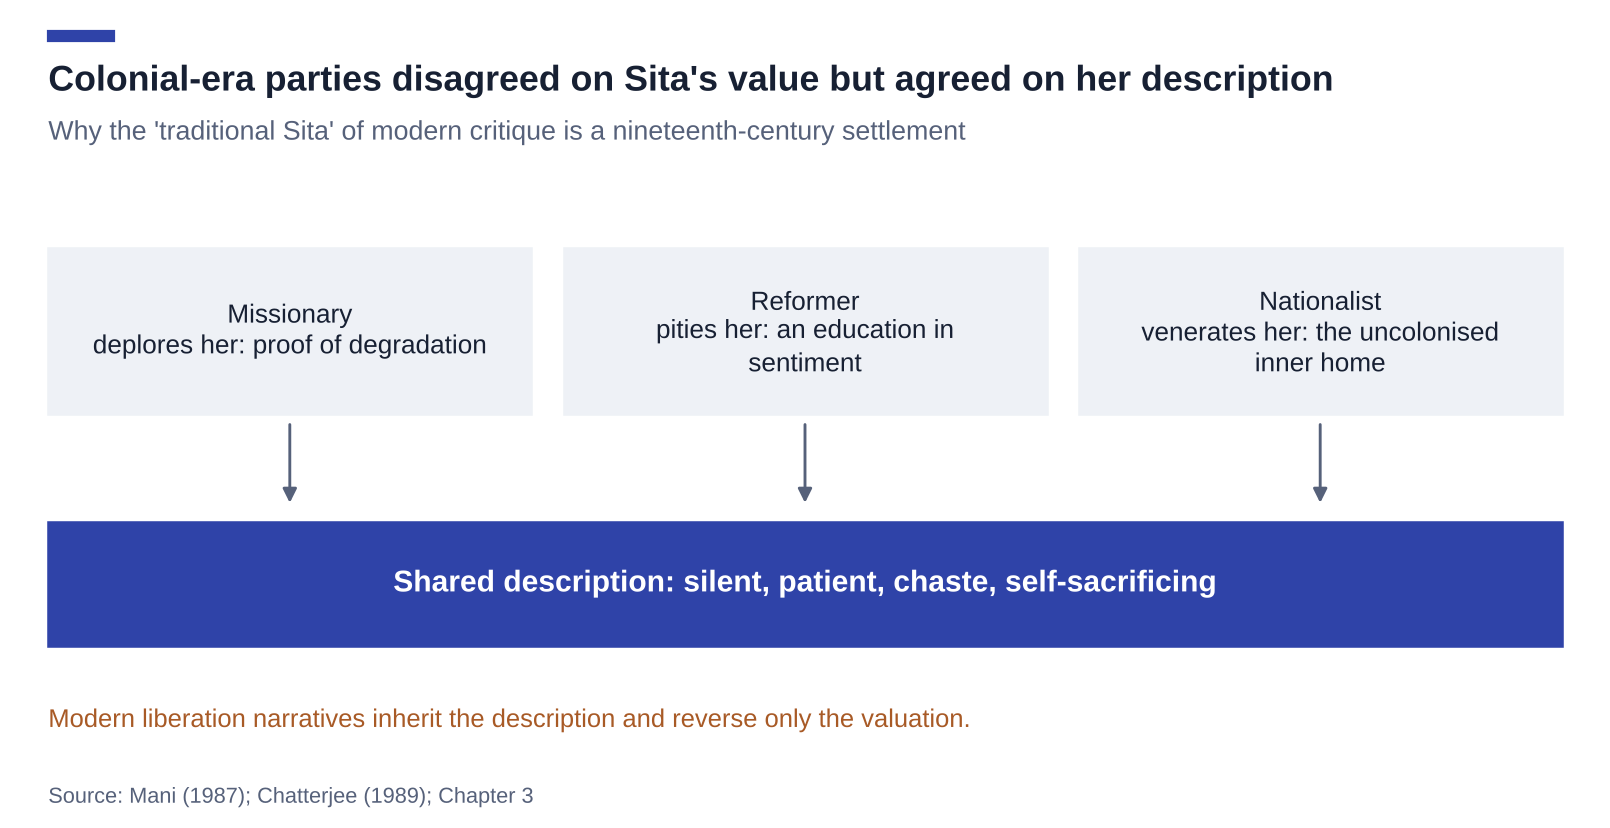 Colonial-era parties disagreed on Sita's value but agreed on her description
Why the 'traditional Sita' of modern critique is a nineteenth-century settlement
Missionary
deplores her: proof of degradation
Reformer
pities her: an education in
sentiment
Nationalist
venerates her: the uncolonised
inner home
Shared description: silent, patient, chaste, self-sacrificing
Modern liberation narratives inherit the description and reverse only the valuation.
Source: Mani (1987); Chatterjee (1989); Chapter 3